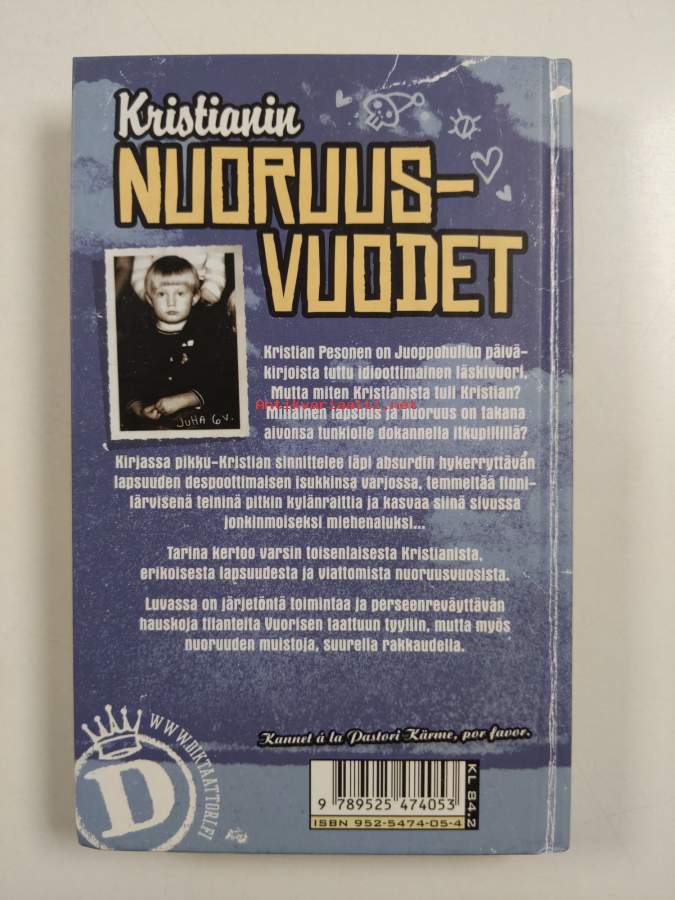 Kristianin
NUORUUS-
VUODET
JUHA 6V.
Kristian Pesonen on Juoppohullun päivä-
kirjoista tuttu idioottimainen läskivuori.
Mutta miten Kristianista tuli Kristian?
Antikvariaatti.net
Millainen lapsuus ja nuoruus on takana
aivonsa tunkiolle dokannella itkupillillä?
Kirjassa pikku-Kristian sinnittelee läpi absurdin hykerryttävän
lapsuuden despoottimaisen isukkinsa varjossa, temmeltää finni-
järvisenä teininä pitkin kylänraittia ja kasvaa siinä sivussa
jonkinmoiseksi miehenaluksi...
Tarina kertoo varsin toisenlaisesta Kristianista,
erikoisesta lapsuudesta ja viattomista nuoruusvuosista.
Luvassa on järjetöntä toimintaa ja perseenreväyttävän
hauskoja tilanteita Vuorisen taattuun tyyliin, mutta myös
nuoruuden muistoja, suurella rakkaudella.
Kannet á la Pastori Kärme, por favor.
WWW.DIKTAATTORI.FI
D
KL 84.2
9 789525 474053
ISBN 952-5474-05-4